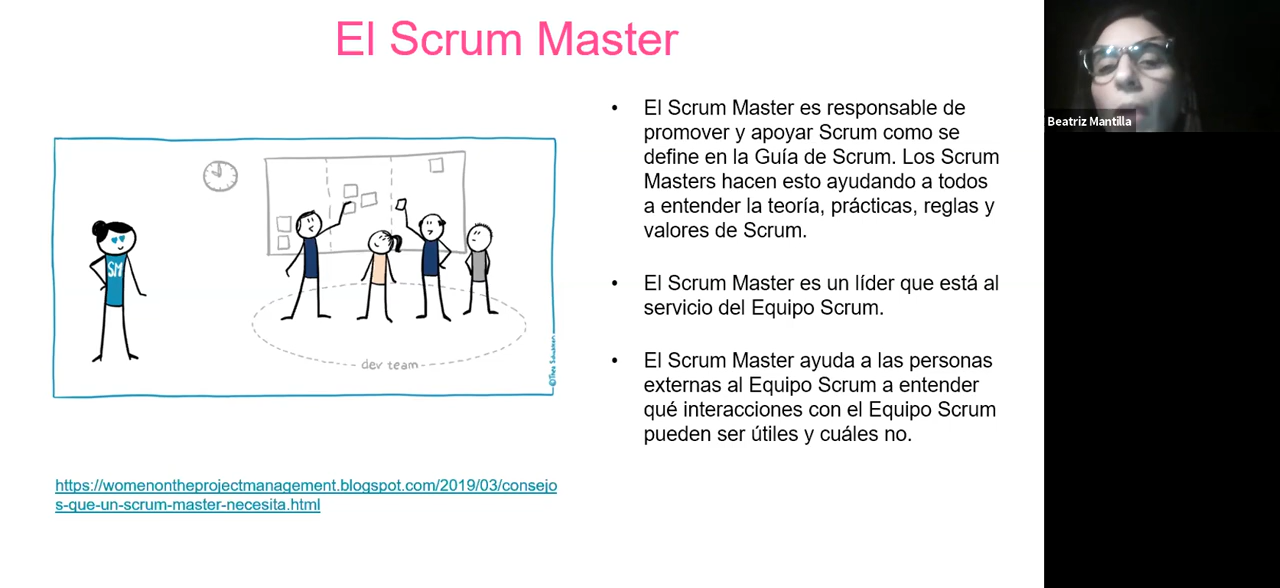 El Scrum Master
SM
dev team
https://womenontheprojectmanagement.blogspot.com/2019/03/consejo
s-que-un-scrum-master-necesita.html
• El Scrum Master es responsable de
promover y apoyar Scrum como se
define en la Guía de Scrum. Los Scrum
Masters hacen esto ayudando a todos
a entender la teoría, prácticas, reglas y
valores de Scrum.
• El Scrum Master es un líder que está al
servicio del Equipo Scrum.
• El Scrum Master ayuda a las personas
externas al Equipo Scrum a entender
qué interacciones con el Equipo Scrum
pueden ser útiles y cuáles no.
Beatriz Mantilla